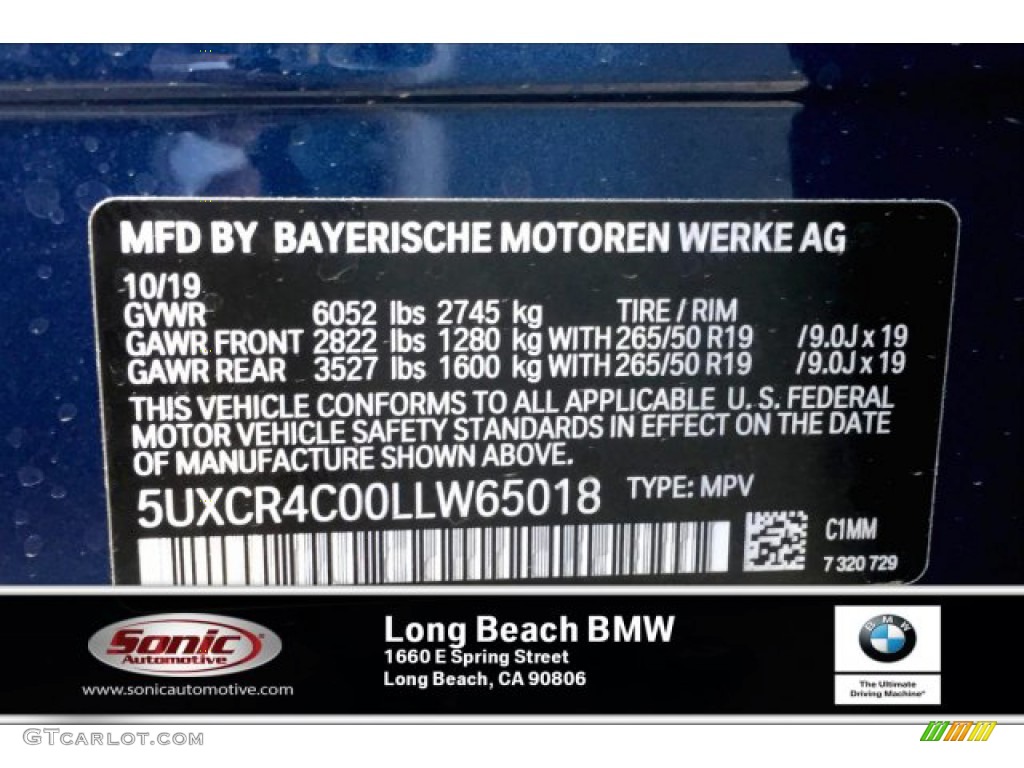 MFD BY BAYERISCHE MOTOREN WERKE AG
10/19
GVWR 6052 lbs 2745 kg TIRE / RIM
GAWR FRONT 2822 lbs 1280 kg WITH 265/50 R19 /9.0J x 19
GAWR REAR 3527 lbs 1600 kg WITH 265/50 R19 /9.0J x 19
THIS VEHICLE CONFORMS TO ALL APPLICABLE U. S. FEDERAL
MOTOR VEHICLE SAFETY STANDARDS IN EFFECT ON THE DATE
OF MANUFACTURE SHOWN ABOVE.
5UXCR4C00LLW65018 TYPE: MPV
C1MM
7 320 729
Sonic
Automotive
www.sonicautomotive.com
Long Beach BMW
1660 E Spring Street
Long Beach, CA 90806
BMW
The Ultimate
Driving Machine®
GTcarlot.com